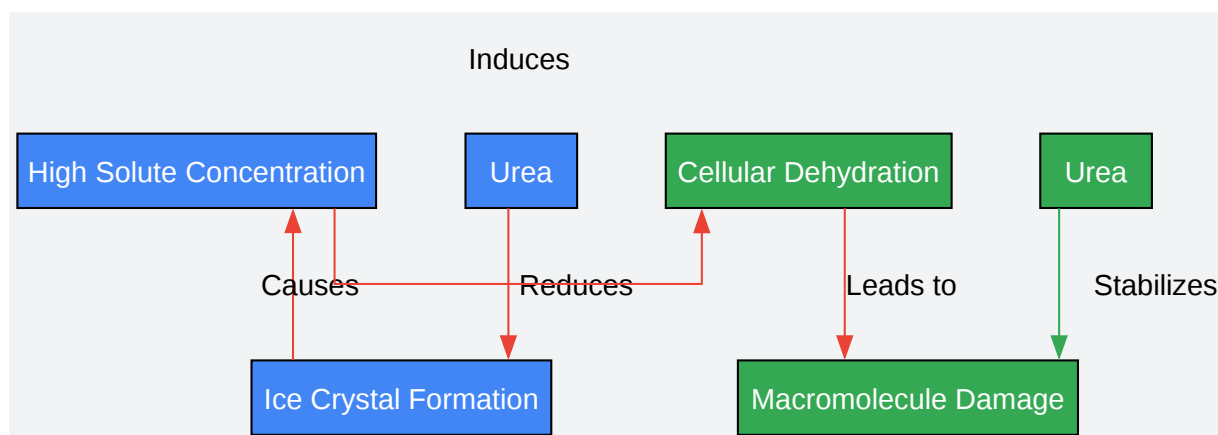 Induces
High Solute Concentration
Urea
Cellular Dehydration
Urea
Causes
Reduces
Leads to
Stabilizes
Ice Crystal Formation
Macromolecule Damage